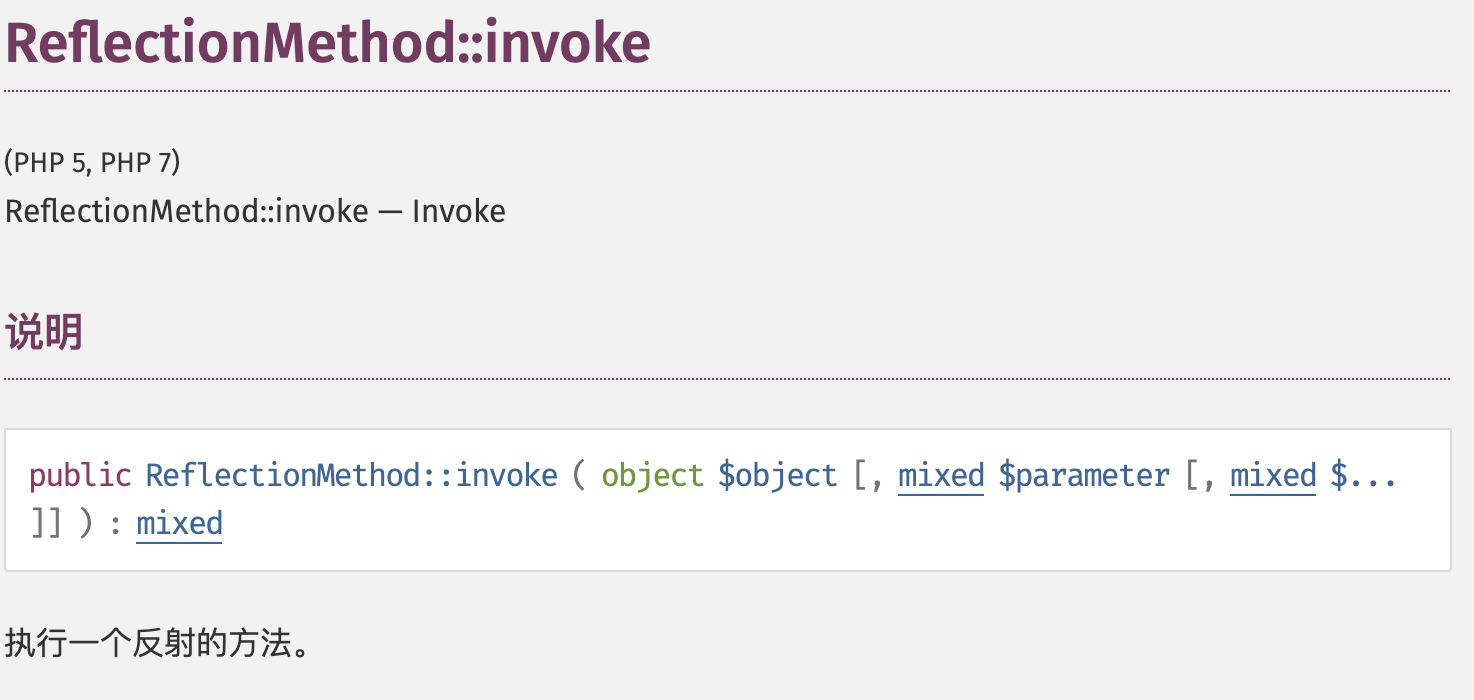 ReflectionMethod::invoke
(PHP 5, PHP 7)
ReflectionMethod::invoke — Invoke
说明
public ReflectionMethod::invoke ( object $object [, mixed $parameter [, mixed $...
]] ) : mixed
执行一个反射的方法。